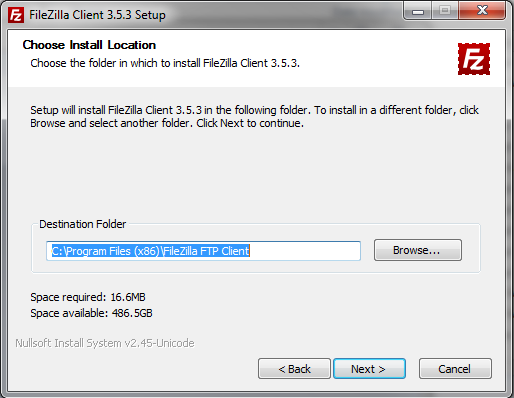 FileZilla Client 3.5.3 Setup
Choose Install Location
Choose the folder in which to install FileZilla Client 3.5.3.
Fz
Setup will install FileZilla Client 3.5.3 in the following folder. To install in a different folder, click
Browse and select another folder. Click Next to continue.
Destination Folder
C:\Program Files (x86)\FileZilla FTP Client
Browse...
Space required: 16.6MB
Space available: 486.5GB
Nullsoft Install System v2.45-Unicode
< Back
Next >
Cancel